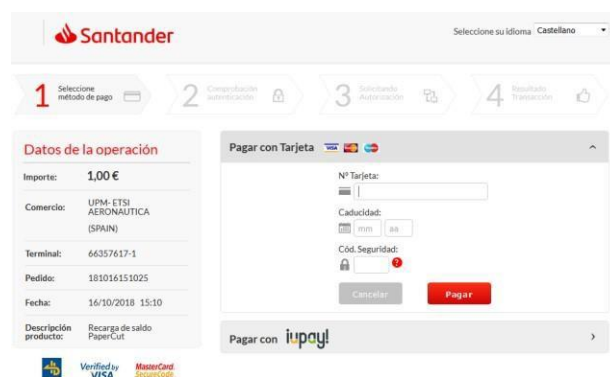 Santander
Seleccione su idioma Castellano
1 Seleccione método de pago
2 Comprobación autenticación
3 Solicitando Autorización
4 Resultado Transacción
Datos de la operación
Importe: 1,00 €
Comercio: UPM- ETSI
AERONAUTICA
(SPAIN)
Terminal: 66357617-1
Pedido: 181016151025
Fecha: 16/10/2018 15:10
Descripción producto: Recarga de saldo PaperCut
Verified by VISA
MasterCard. SecureCode.
Pagar con Tarjeta VISA
Nº Tarjeta:
Caducidad:
mm aa
Cód. Seguridad:
?
Cancelar Pagar
Pagar con iupay!